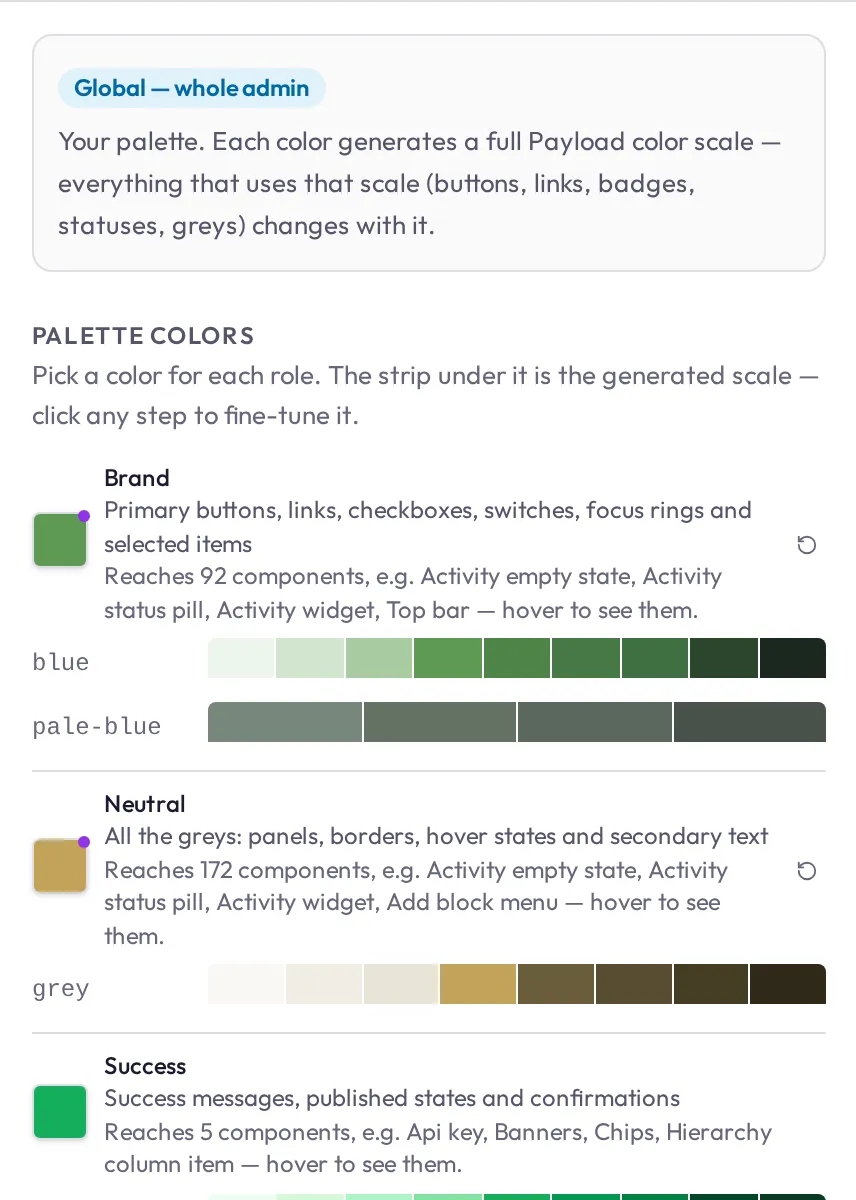 Global — whole admin
Your palette. Each color generates a full Payload color scale —
everything that uses that scale (buttons, links, badges,
statuses, greys) changes with it.
PALETTE COLORS
Pick a color for each role. The strip under it is the generated scale —
click any step to fine-tune it.
Brand
Primary buttons, links, checkboxes, switches, focus rings and
selected items
Reaches 92 components, e.g. Activity empty state, Activity
status pill, Activity widget, Top bar — hover to see them.
blue
pale-blue
Neutral
All the greys: panels, borders, hover states and secondary text
Reaches 172 components, e.g. Activity empty state, Activity
status pill, Activity widget, Add block menu — hover to see
them.
grey
Success
Success messages, published states and confirmations
Reaches 5 components, e.g. Api key, Banners, Chips, Hierarchy
column item — hover to see them.